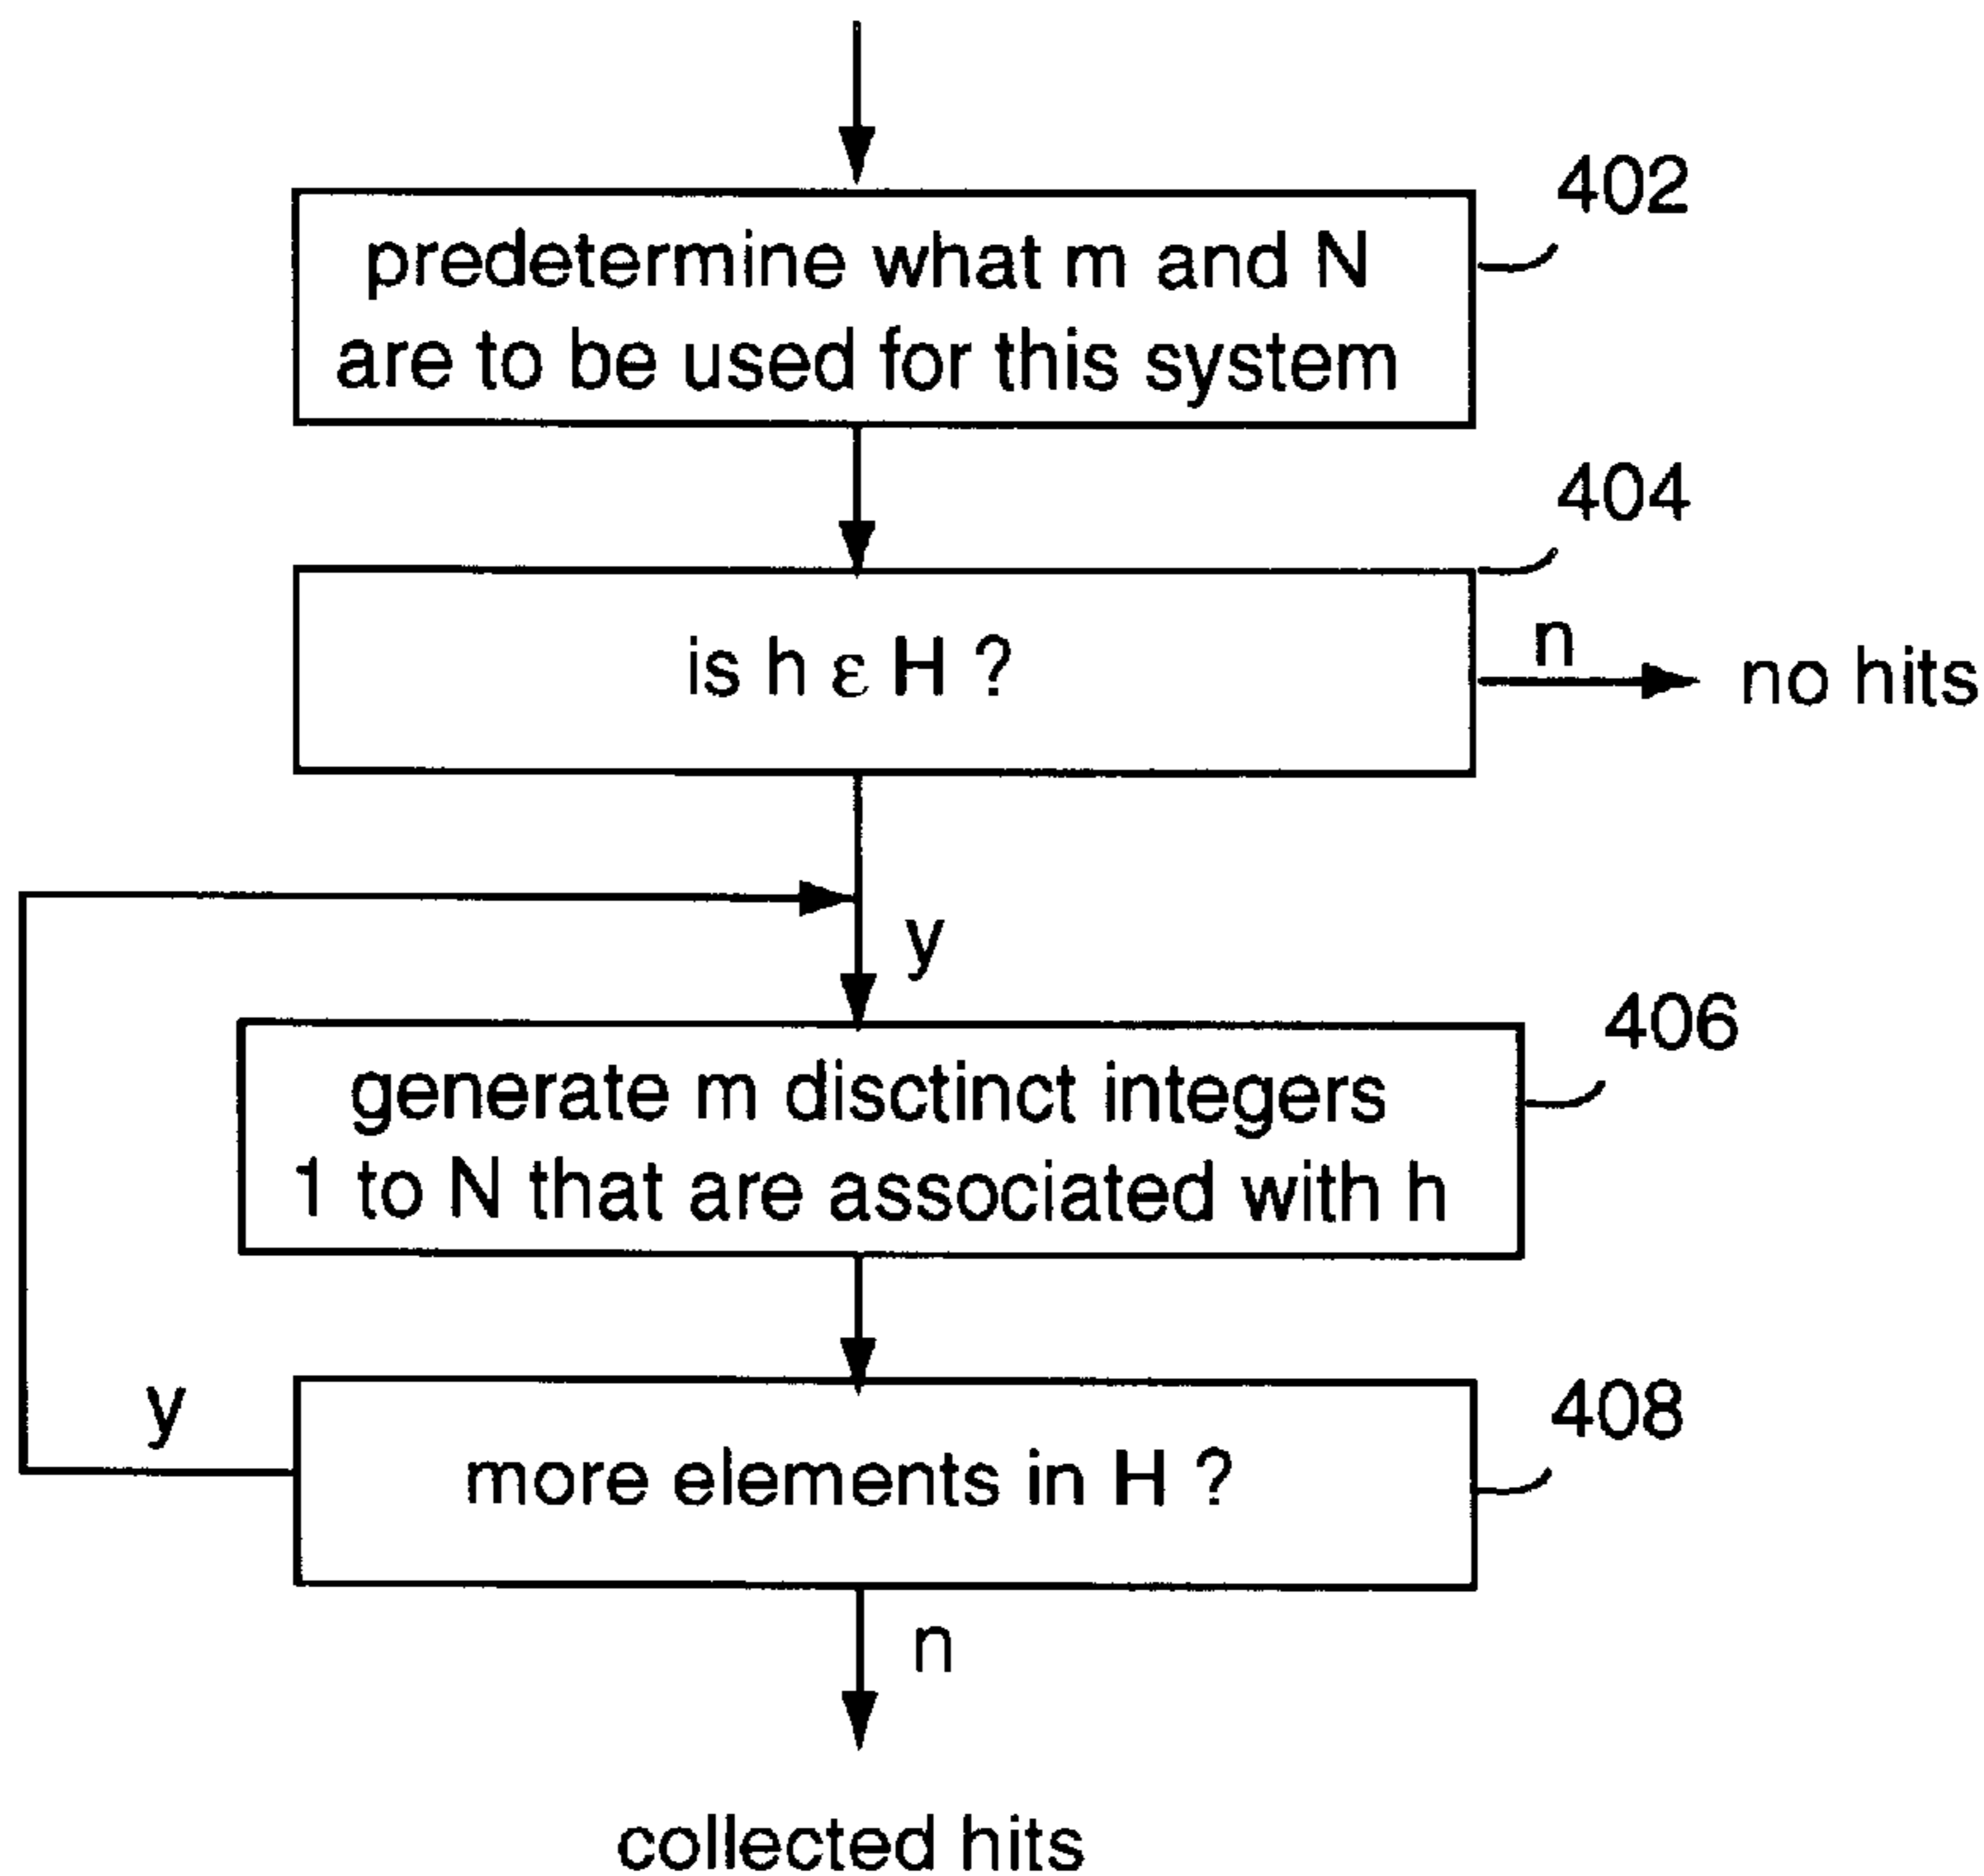 402
predetermine what m and N
are to be used for this system
404
is h ε H ?
n
no hits
y
406
generate m disctinct integers
1 to N that are associated with h
408
y
more elements in H ?
n
collected hits